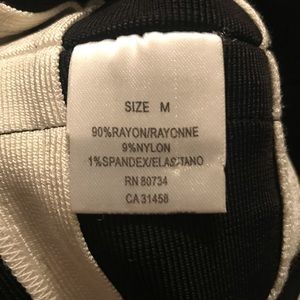 SIZE M
90%RAYON/RAYONNE
9%NYLON
1%SPANDEX/ELASTANO
RN 80734
CA 31458